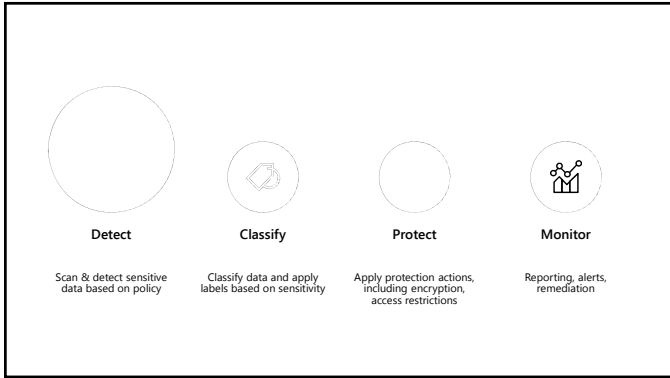 Detect
Classify
Protect
Monitor
Scan & detect sensitive
data based on policy
Classify data and apply
labels based on sensitivity
Apply protection actions,
including encryption,
access restrictions
Reporting, alerts,
remediation